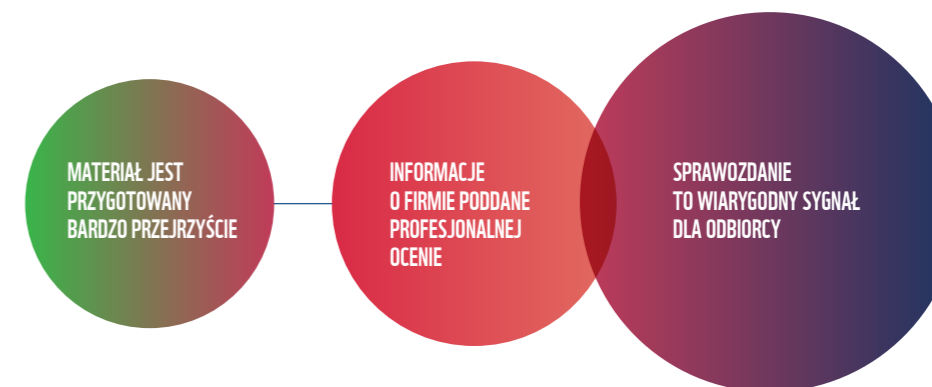 MATERIAŁ JEST
PRZYGOTOWANY
BARDZO PRZEJRZYŚCIE
INFORMACJE
O FIRMIE PODDANE
PROFESJONALNEJ
OCENIE
SPRAWOZDANIE
TO WIARYGODNY SYGNAŁ
DLA ODBIORCY